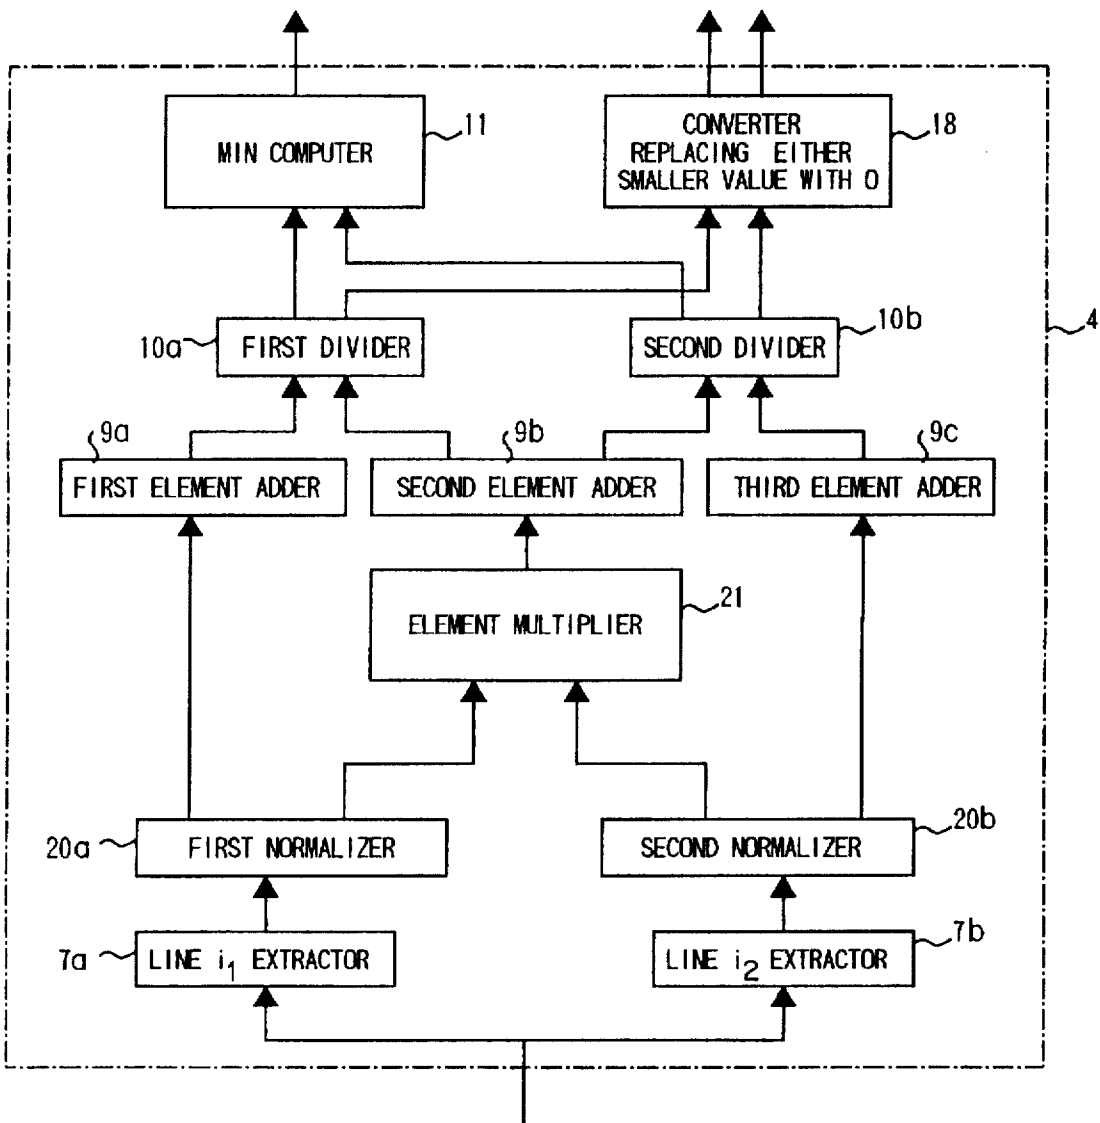 MIN COMPUTER
11
CONVERTER
REPLACING EITHER
SMALLER VALUE WITH 0
18
10a
FIRST DIVIDER
SECOND DIVIDER
10b
4
9a
9b
9c
FIRST ELEMENT ADDER
SECOND ELEMENT ADDER
THIRD ELEMENT ADDER
ELEMENT MULTIPLIER
21
20a
FIRST NORMALIZER
SECOND NORMALIZER
20b
7a
LINE i₁ EXTRACTOR
LINE i₂ EXTRACTOR
7b